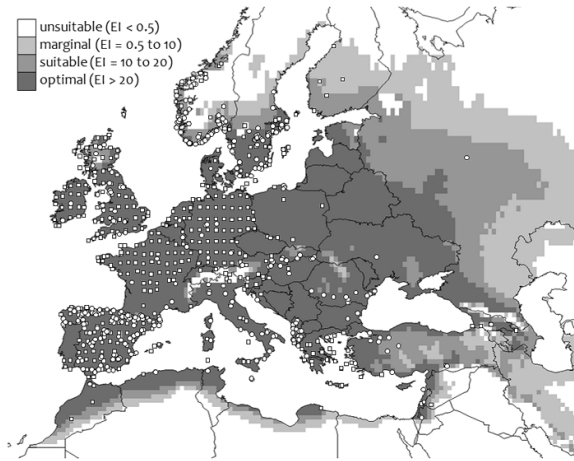 unsuitable (EI < 0.5)
marginal (EI = 0.5 to 10)
suitable (EI = 10 to 20)
optimal (EI > 20)